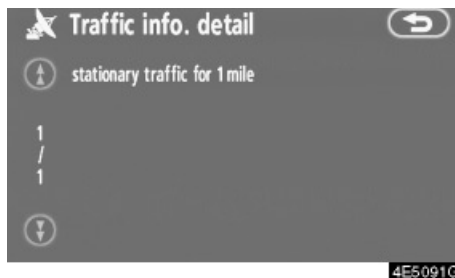 Traffic info. detail
stationary traffic for 1 mile
1
/
1
4E5091G